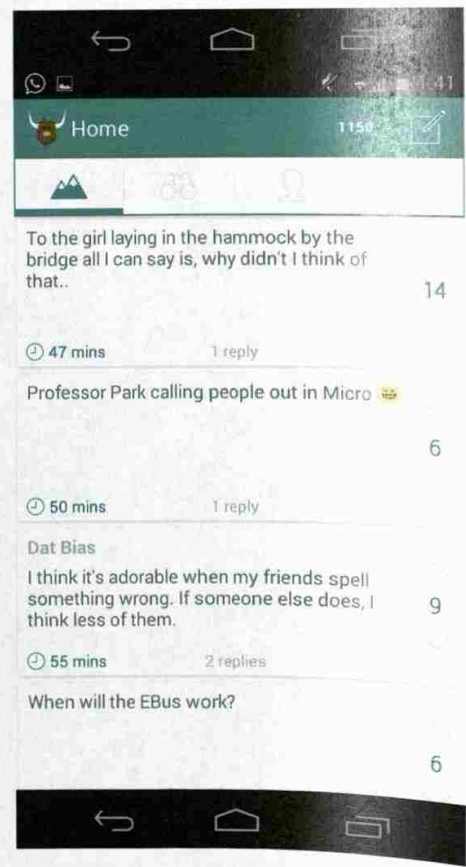 1:41
Home
1150
To the girl laying in the hammock by the
bridge all I can say is, why didn't I think of
that..
14
47 mins
1 reply
Professor Park calling people out in Micro 😄
6
50 mins
1 reply
Dat Bias
I think it's adorable when my friends spell
something wrong. If someone else does, I
think less of them.
9
55 mins
2 replies
When will the EBus work?
6